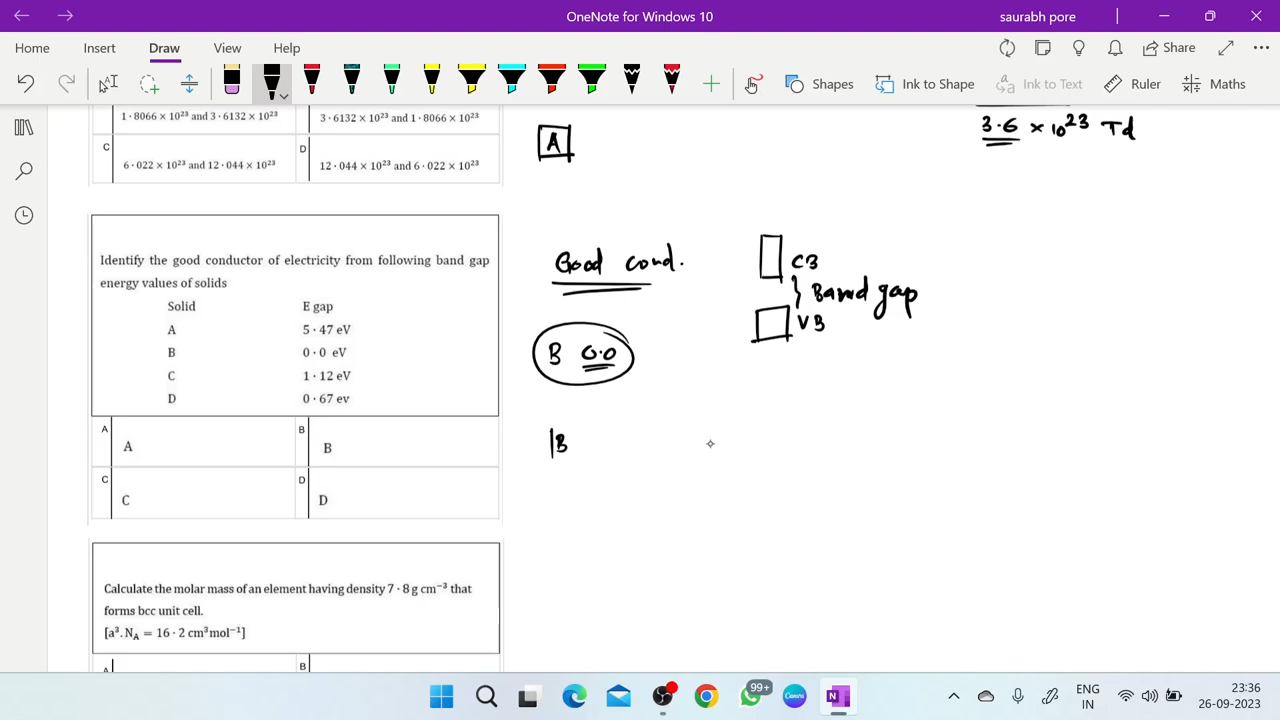 OneNote for Windows 10
saurabh pore
Home
Insert
Draw
View
Help
Share
Shapes
Ink to Shape
Ink to Text
Ruler
Maths
1·8066 × 10²³ and 3·6132 × 10²³
3·6132 × 10²³ and 1·8066 × 10²³
C
6·022 × 10²³ and 12·044 × 10²³
D
12·044 × 10²³ and 6·022 × 10²³
A
3·6 × 10²³ Td
Identify the good conductor of electricity from following band gap
energy values of solids
Solid E gap
A 5·47 eV
B 0·0 eV
C 1·12 eV
D 0·67 ev
A
A
B
B
C
C
D
D
Good cond.
CB
} Band gap
VB
B 0.0
B
Calculate the molar mass of an element having density 7·8 g cm⁻³ that
forms bcc unit cell.
[a³.N_A = 16·2 cm³mol⁻¹]
A
B
99+
ENG
IN
23:36
26-09-2023